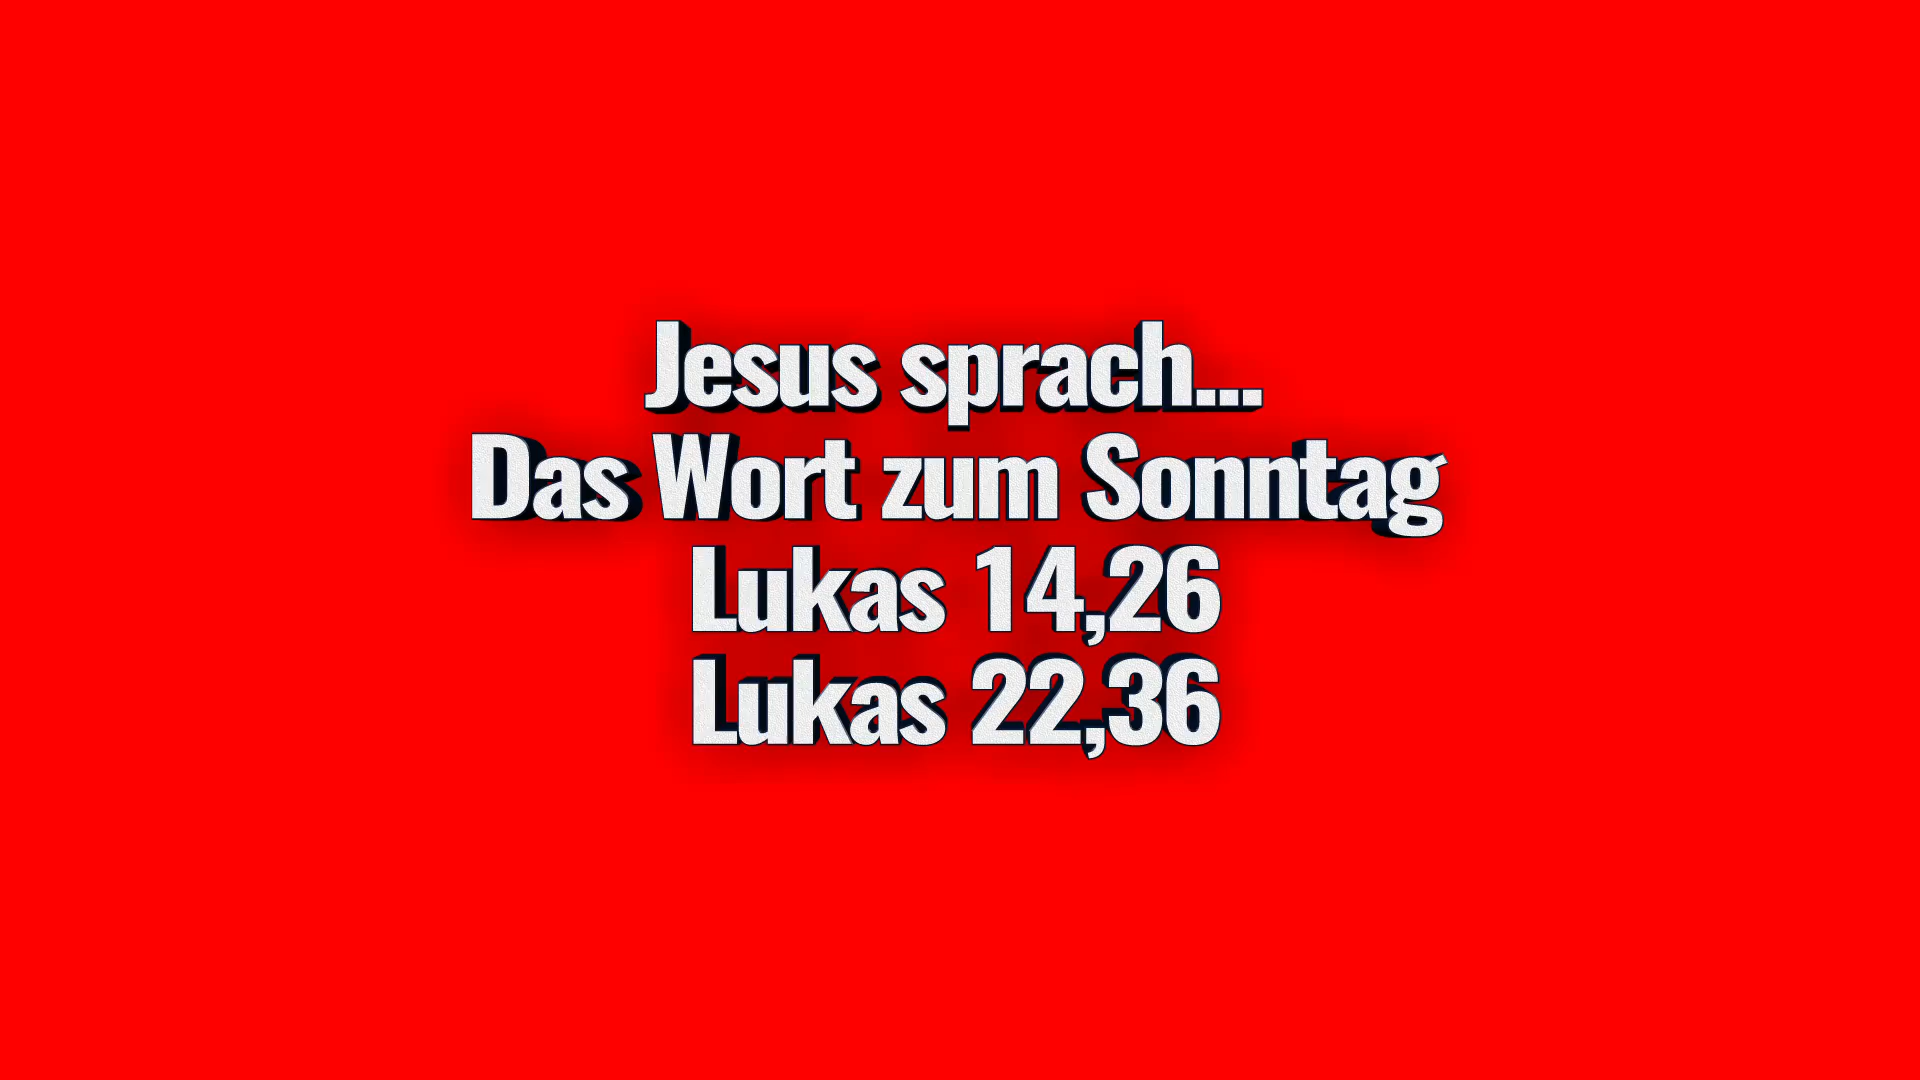 Jesus sprach...
Das Wort zum Sonntag
Lukas 14,26
Lukas 22,36